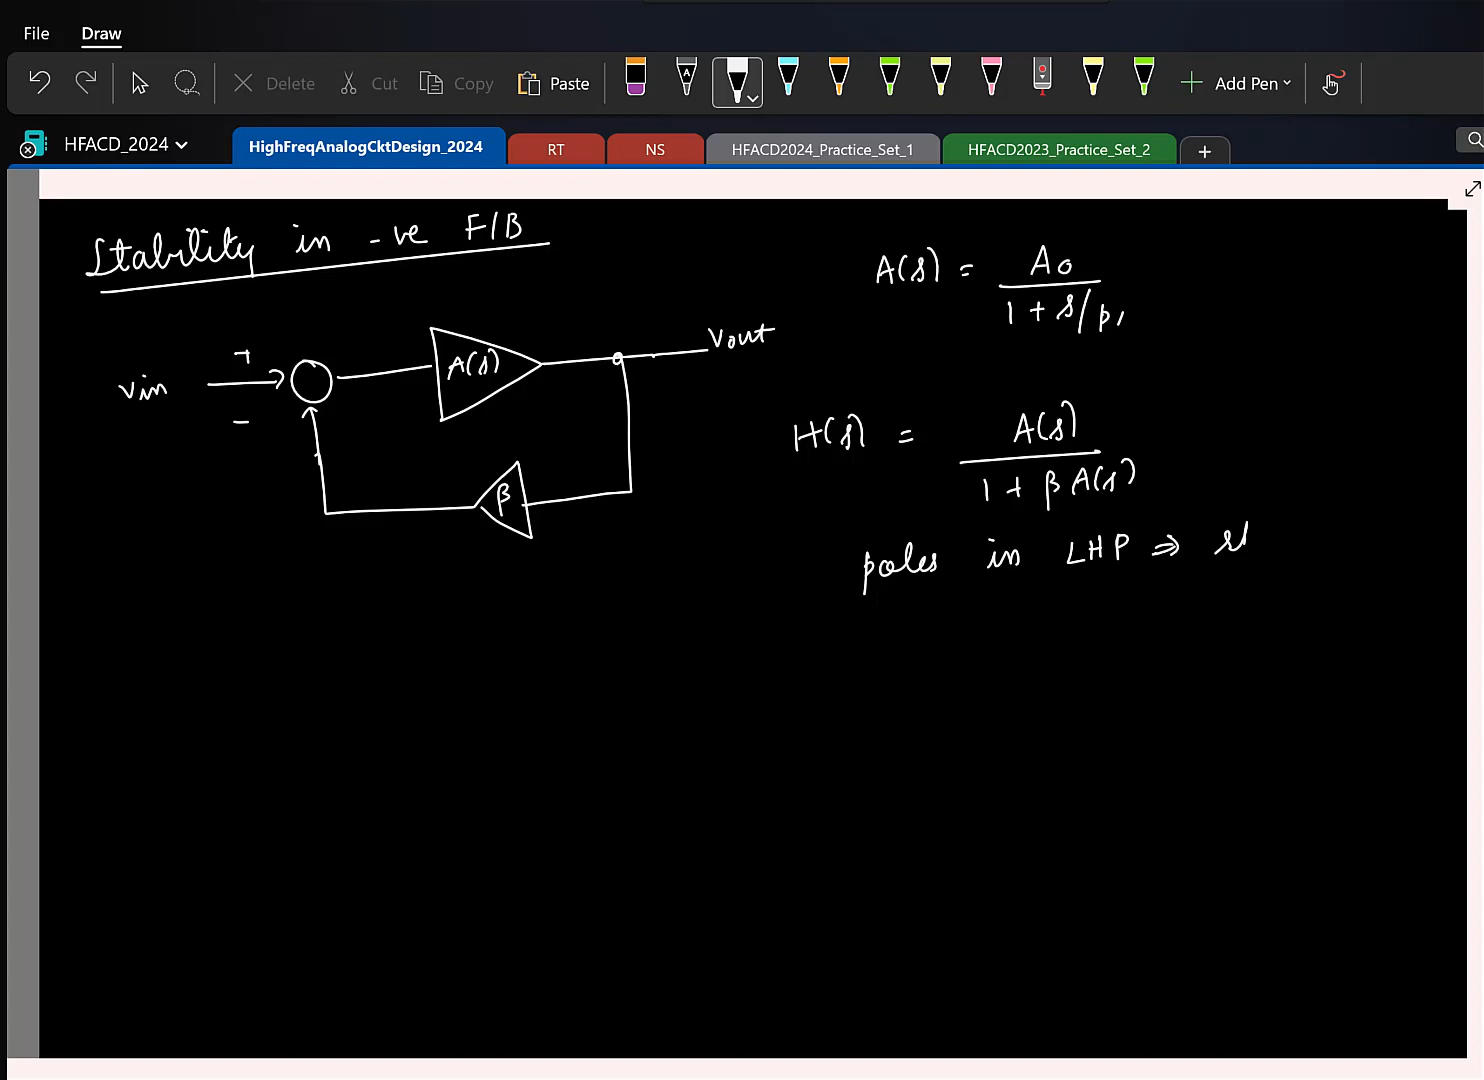 File Draw
Delete Cut Copy Paste Add Pen
HFACD_2024 HighFreqAnalogCktDesign_2024 RT NS HFACD2024_Practice_Set_1 HFACD2023_Practice_Set_2 +
Stability in -ve F/B
A(s) = A0 / (1 + s/p1)
vin + - A(s) Vout
β
H(s) = A(s) / (1 + β A(s))
poles in LHP ⇒